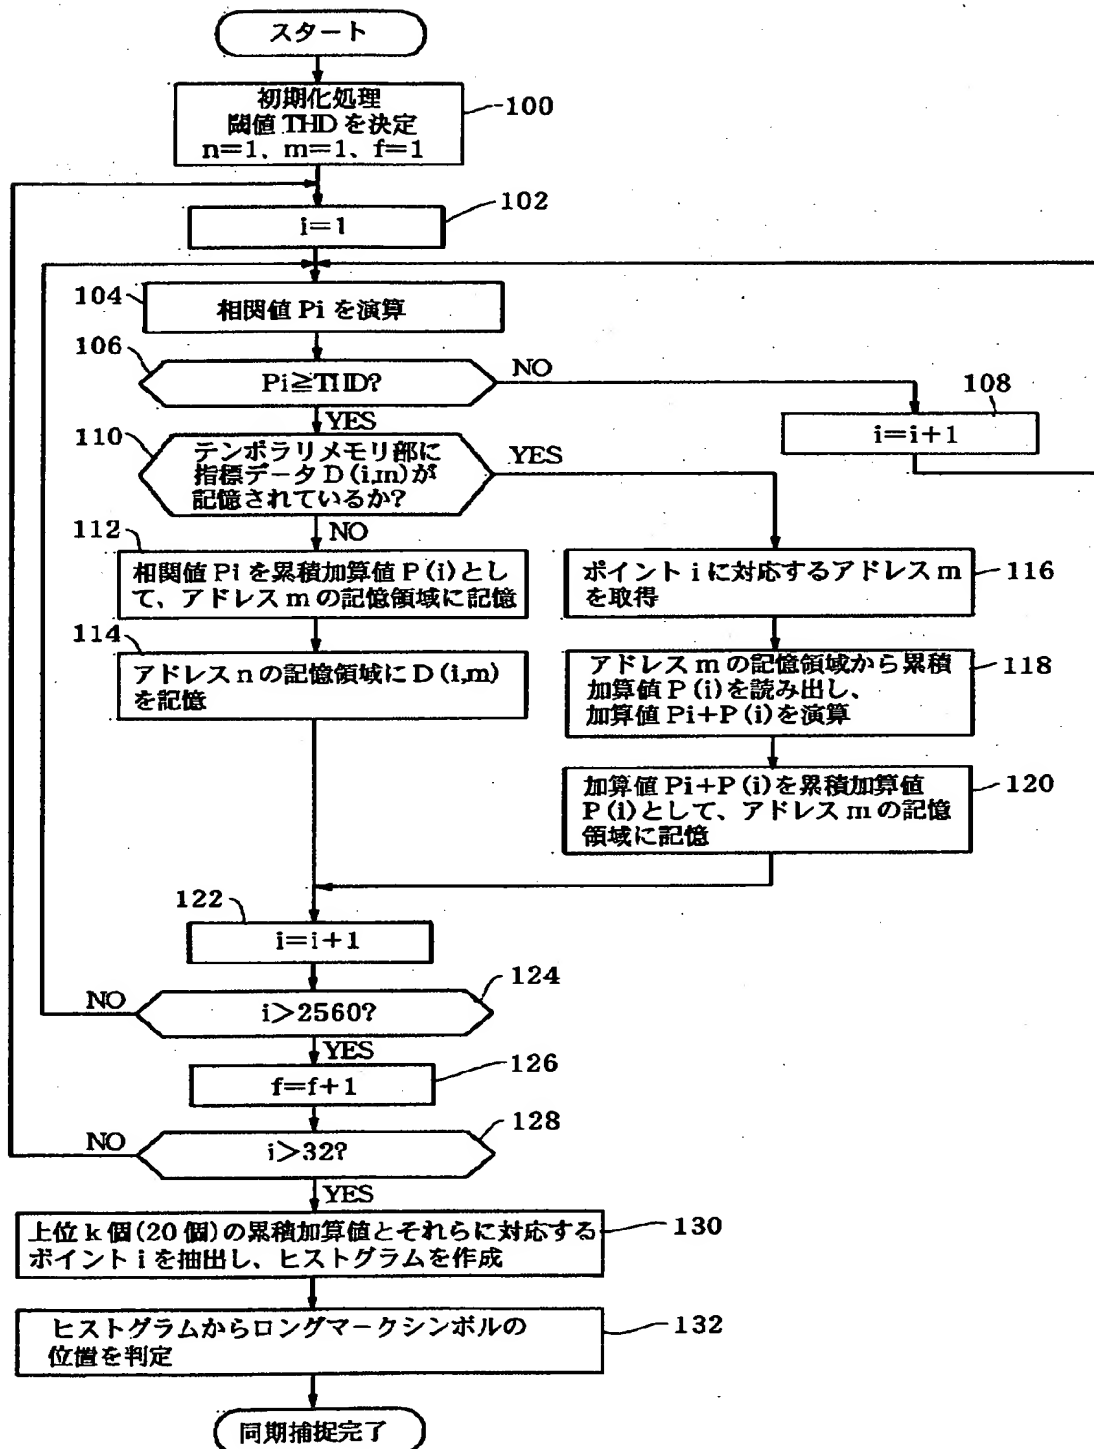 スタート
初期化処理
閾値 THD を決定
n=1、m=1、f=1
100
i=1
102
104
相関値 Pi を演算
106
Pi≧THD?
NO
YES
108
i=i+1
110
テンポラリメモリ部に
指標データ D (i,m) が
記憶されているか?
YES
NO
112
相関値 Pi を累積加算値 P (i) とし
て、アドレス m の記憶領域に記憶
114
アドレス n の記憶領域に D (i,m)
を記憶
ポイント i に対応するアドレス m
を取得
116
アドレス m の記憶領域から累積
加算値 P (i) を読み出し、
加算値 Pi+P (i) を演算
118
加算値 Pi+P (i) を累積加算値
P (i) として、アドレス m の記憶
領域に記憶
120
122
i=i+1
124
NO
i>2560?
YES
126
f=f+1
128
NO
i>32?
YES
上位 k 個 (20 個) の累積加算値とそれらに対応する
ポイント i を抽出し、ヒストグラムを作成
130
ヒストグラムからロングマークシンボルの
位置を判定
132
同期捕捉完了